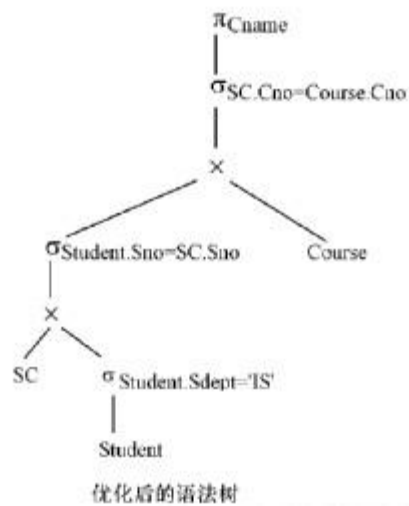 πCname
σSC.Cno=Course.Cno
×
σStudent.Sno=SC.Sno
Course
×
SC
σ Student.Sdept='IS'
Student
优化后的语法树